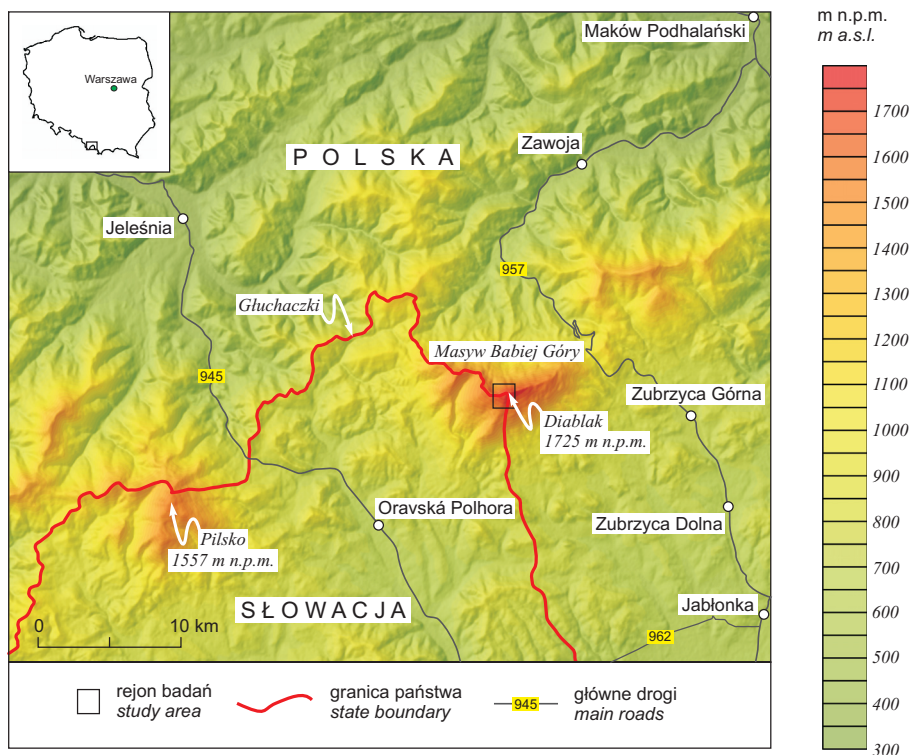 Warszawa
Maków Podhalański
POLSKA
Zawoja
Jeleśnia
957
Głuchaczki
Masyw Babiej Góry
945
Zubrzyca Górna
Diablak
1725 m n.p.m.
Oravská Polhora
Zubrzyca Dolna
Pilsko
1557 m n.p.m.
SŁOWACJA
Jabłonka
0 10 km
962
rejon badań
study area
granica państwa
state boundary
945
główne drogi
main roads
m n.p.m.
m a.s.l.
1700
1600
1500
1400
1300
1200
1100
1000
900
800
700
600
500
400
300